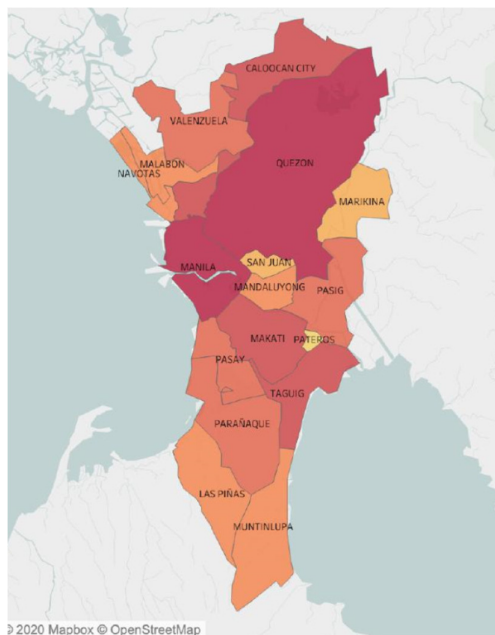 CALOOCAN CITY
VALENZUELA
QUEZON
MALABON
NAVOTAS
MARIKINA
SAN JUAN
MANILA
MANDALUYONG
PASIG
MAKATI
PATEROS
PASAY
TAGUIG
PARAÑAQUE
LAS PIÑAS
MUNTINLUPA
© 2020 Mapbox © OpenStreetMap